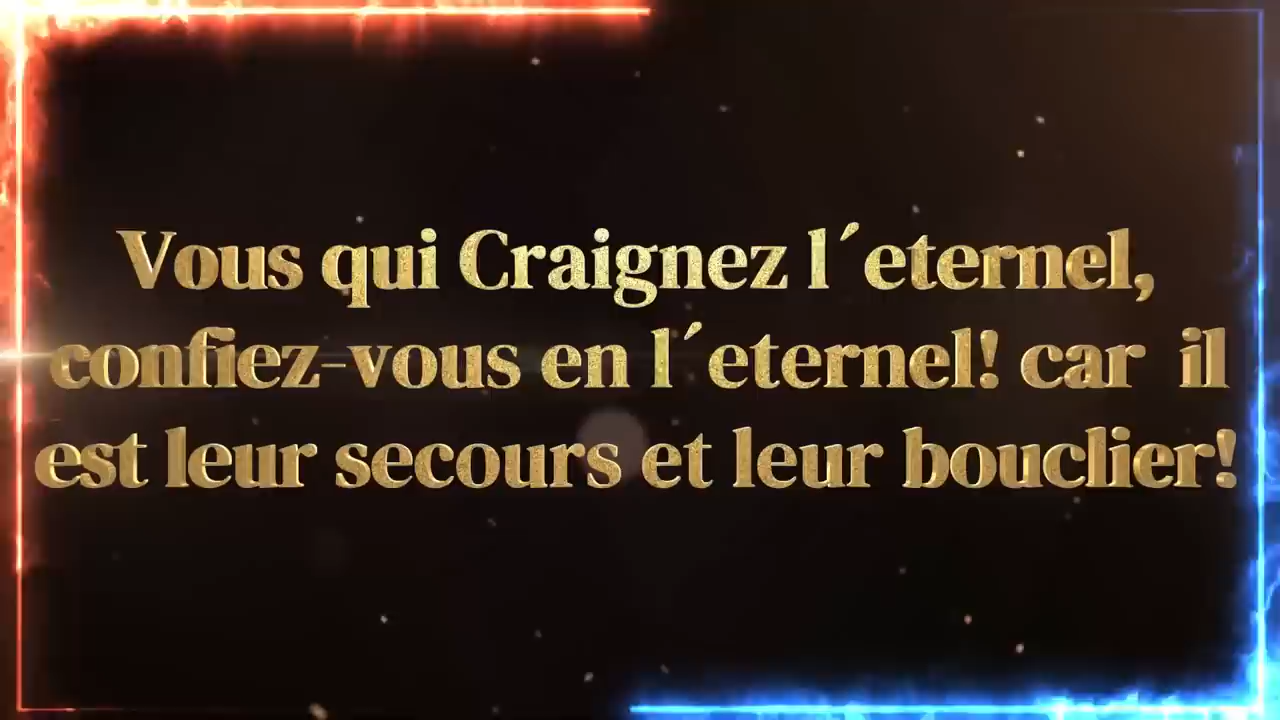 Vous qui Craignez l´eternel,
confiez-vous en l´eternel! car il
est leur secours et leur bouclier!